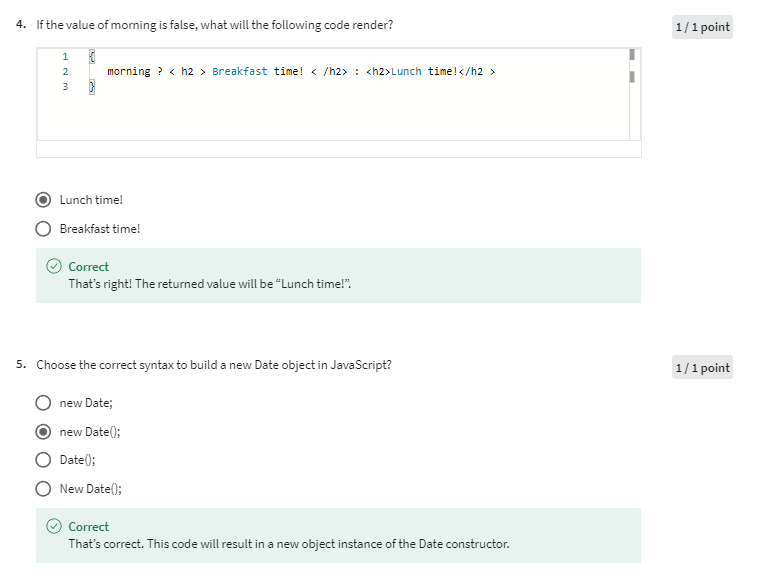 4. If the value of morning is false, what will the following code render?
1 / 1 point
1 {
2 morning ? < h2 > Breakfast time! < /h2> : <h2>Lunch time!</h2 >
3 }
Lunch time!
Breakfast time!
Correct
That's right! The returned value will be "Lunch time!".
5. Choose the correct syntax to build a new Date object in JavaScript?
1 / 1 point
new Date;
new Date();
Date();
New Date();
Correct
That's correct. This code will result in a new object instance of the Date constructor.